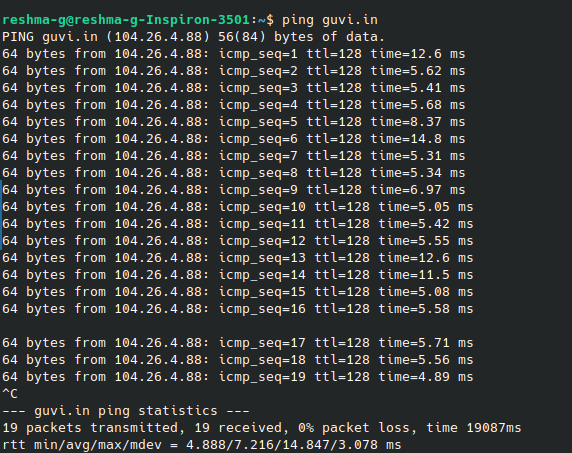 reshma-g@reshma-g-Inspiron-3501:~$ ping guvi.in
PING guvi.in (104.26.4.88) 56(84) bytes of data.
64 bytes from 104.26.4.88: icmp_seq=1 ttl=128 time=12.6 ms
64 bytes from 104.26.4.88: icmp_seq=2 ttl=128 time=5.62 ms
64 bytes from 104.26.4.88: icmp_seq=3 ttl=128 time=5.41 ms
64 bytes from 104.26.4.88: icmp_seq=4 ttl=128 time=5.68 ms
64 bytes from 104.26.4.88: icmp_seq=5 ttl=128 time=8.37 ms
64 bytes from 104.26.4.88: icmp_seq=6 ttl=128 time=14.8 ms
64 bytes from 104.26.4.88: icmp_seq=7 ttl=128 time=5.31 ms
64 bytes from 104.26.4.88: icmp_seq=8 ttl=128 time=5.34 ms
64 bytes from 104.26.4.88: icmp_seq=9 ttl=128 time=6.97 ms
64 bytes from 104.26.4.88: icmp_seq=10 ttl=128 time=5.05 ms
64 bytes from 104.26.4.88: icmp_seq=11 ttl=128 time=5.42 ms
64 bytes from 104.26.4.88: icmp_seq=12 ttl=128 time=5.55 ms
64 bytes from 104.26.4.88: icmp_seq=13 ttl=128 time=12.6 ms
64 bytes from 104.26.4.88: icmp_seq=14 ttl=128 time=11.5 ms
64 bytes from 104.26.4.88: icmp_seq=15 ttl=128 time=5.08 ms
64 bytes from 104.26.4.88: icmp_seq=16 ttl=128 time=5.58 ms

64 bytes from 104.26.4.88: icmp_seq=17 ttl=128 time=5.71 ms
64 bytes from 104.26.4.88: icmp_seq=18 ttl=128 time=5.56 ms
64 bytes from 104.26.4.88: icmp_seq=19 ttl=128 time=4.89 ms
^C
--- guvi.in ping statistics ---
19 packets transmitted, 19 received, 0% packet loss, time 19087ms
rtt min/avg/max/mdev = 4.888/7.216/14.847/3.078 ms